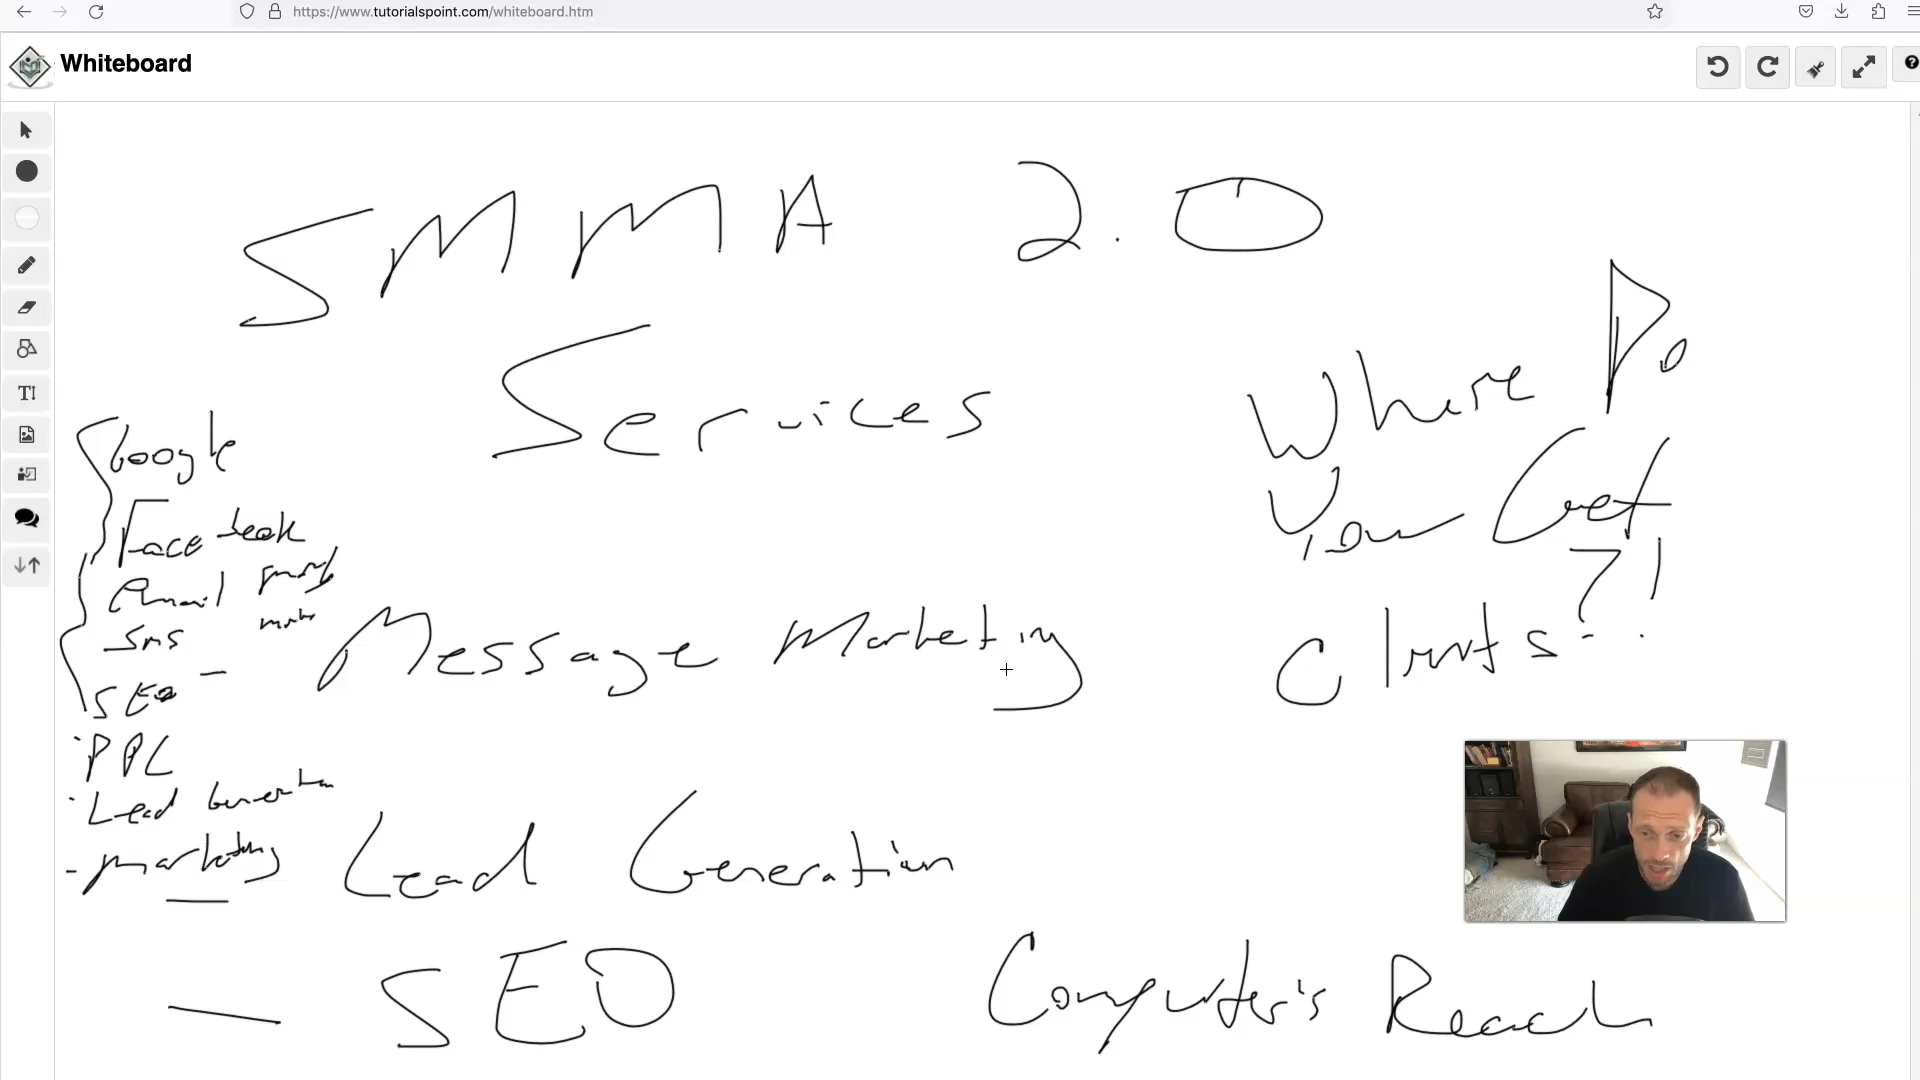 https://www.tutorialspoint.com/whiteboard.htm
Whiteboard
SMMA 2.0
Services
Where Do
You Get
Clients?!
Google
Facebook
Email
SMS
SEO
PPC
Lead Generation
marketing
Message Marketing
Lead Generation
SEO
Computer's Reach